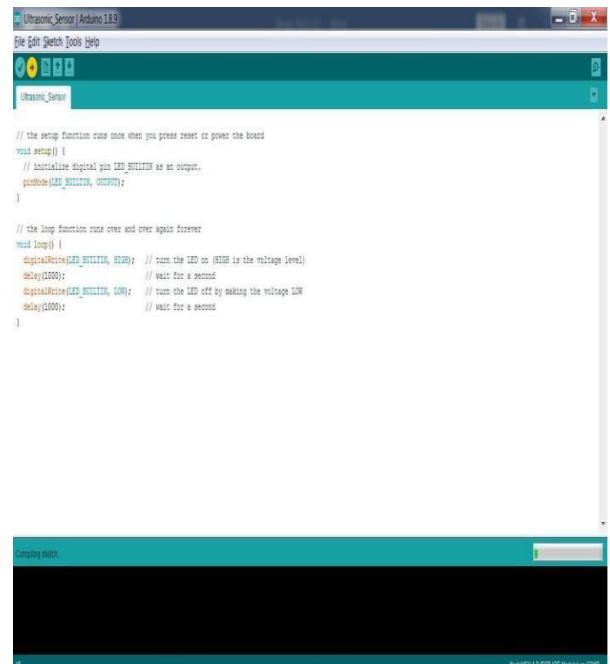 Ultrasonic_Sensor | Arduino 1.8.9
File Edit Sketch Tools Help
Ultrasonic_Sensor
// the setup function runs once when you press reset or power the board
void setup() {
// initialize digital pin LED_BUILTIN as an output.
pinMode(LED_BUILTIN, OUTPUT);
}
// the loop function runs over and over again forever
void loop() {
digitalWrite(LED_BUILTIN, HIGH); // turn the LED on (HIGH is the voltage level)
delay(1000); // wait for a second
digitalWrite(LED_BUILTIN, LOW); // turn the LED off by making the voltage LOW
delay(1000); // wait for a second
}
Compiling sketch...